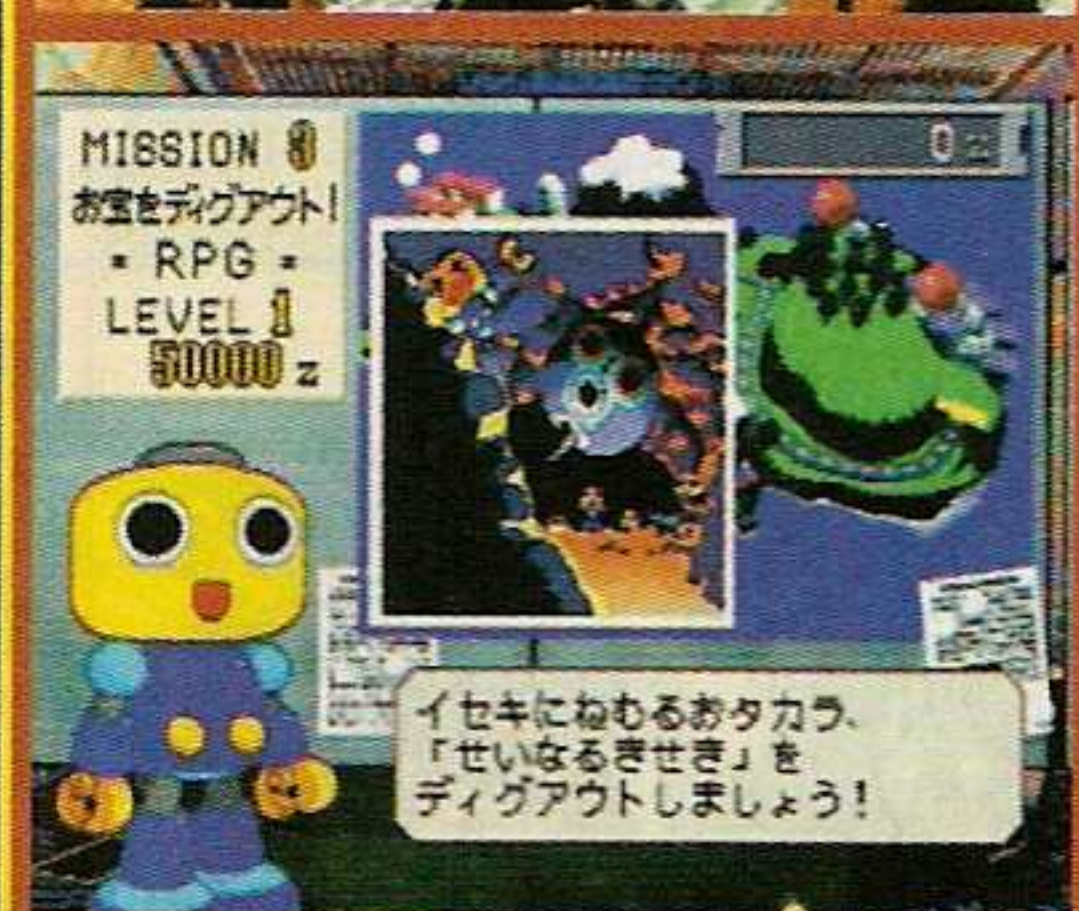 MISSION 3
お宝をディグアウト!
RPG
LEVEL 1
50000 z
0 z
イセキにねむるおタカラ、
「せいなるきせき」を
ディグアウトしましょう!